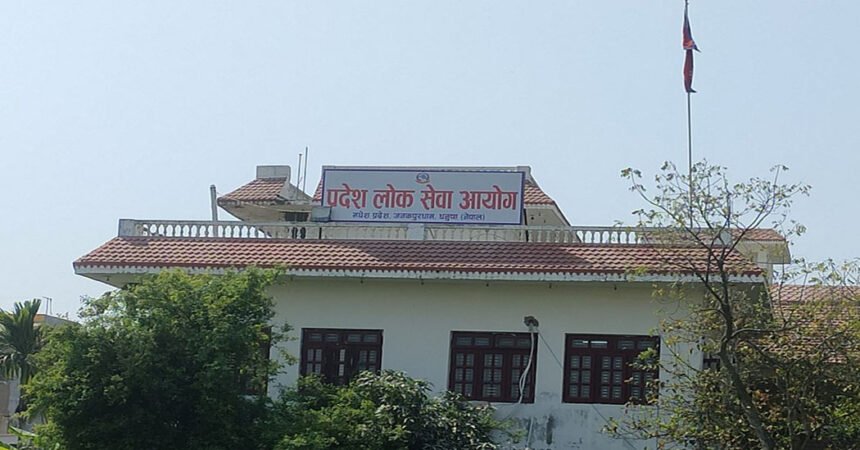 प्रदेश लोक सेवा आयोग
मधेश प्रदेश, जनकपुरधाम, धनुषा (नेपाल)